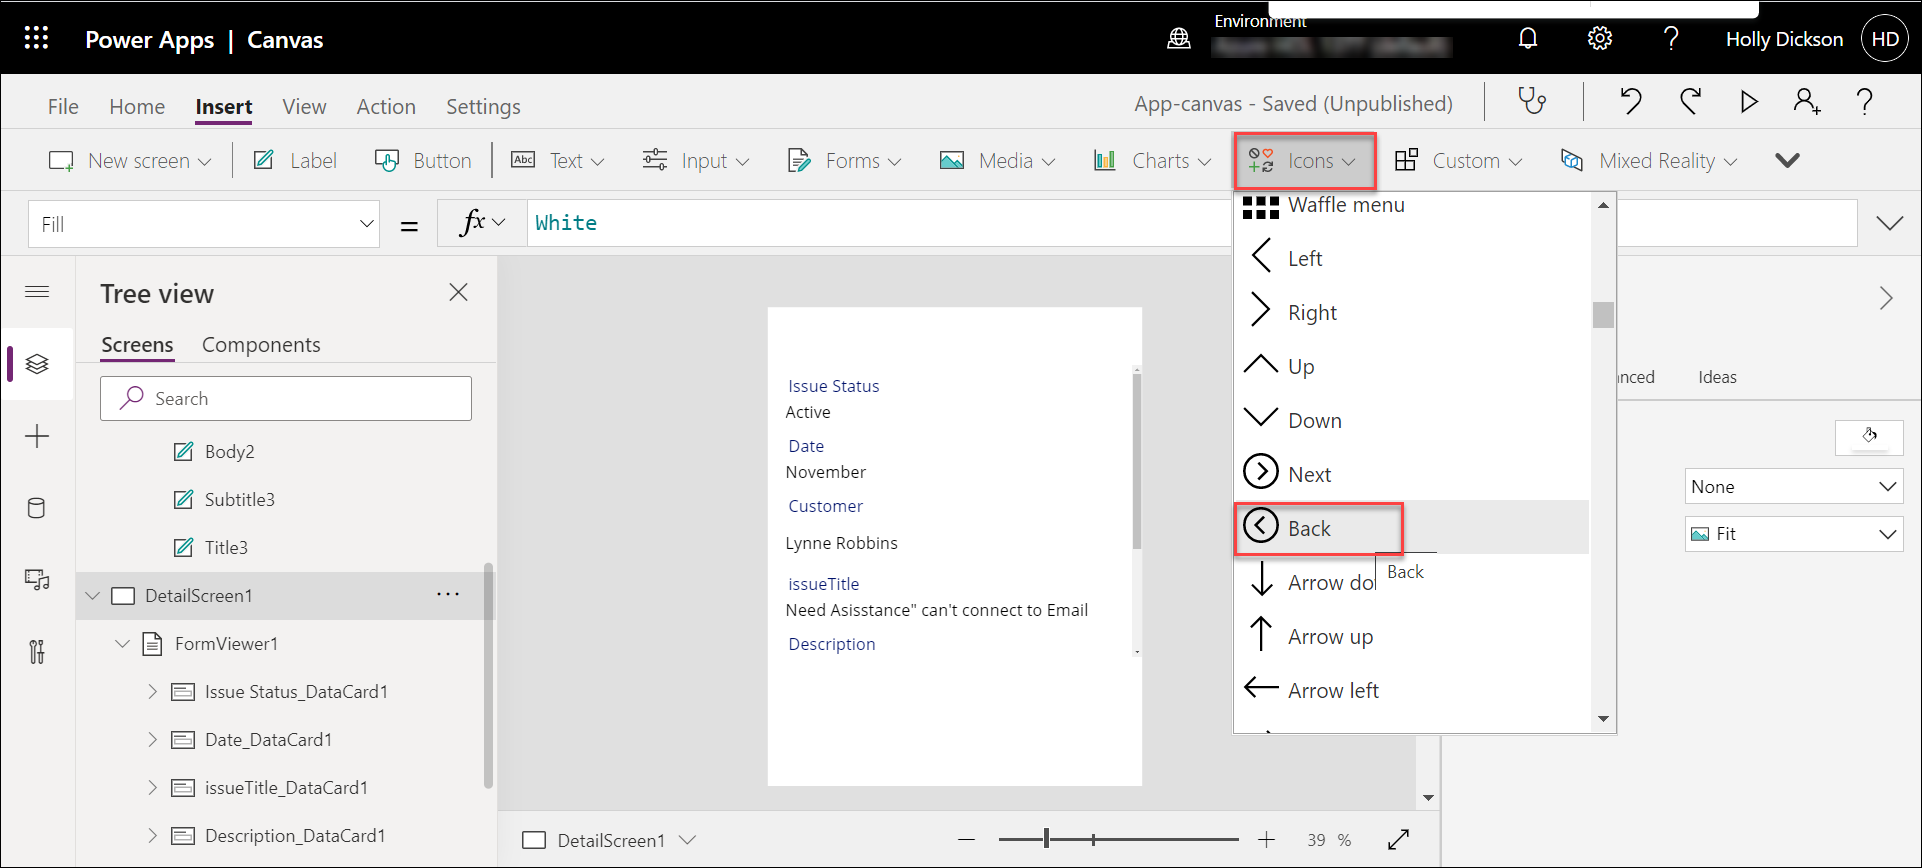 Power Apps | Canvas
Environment
Holly Dickson
HD
File Home Insert View Action Settings
App-canvas - Saved (Unpublished)
New screen Label Button Abc Text Input Forms Media Charts Icons Custom Mixed Reality
Fill = fx White
Tree view
Screens Components
Search
Body2
Subtitle3
Title3
DetailScreen1 ...
FormViewer1
Issue Status_DataCard1
Date_DataCard1
issueTitle_DataCard1
Description_DataCard1
Issue Status
Active
Date
November
Customer
Lynne Robbins
issueTitle
Need Asisstance" can't connect to Email
Description
DetailScreen1
39 %
Waffle menu
Left
Right
Up
Down
Next
Back
Back
Arrow do
Arrow up
Arrow left
nced Ideas
None
Fit